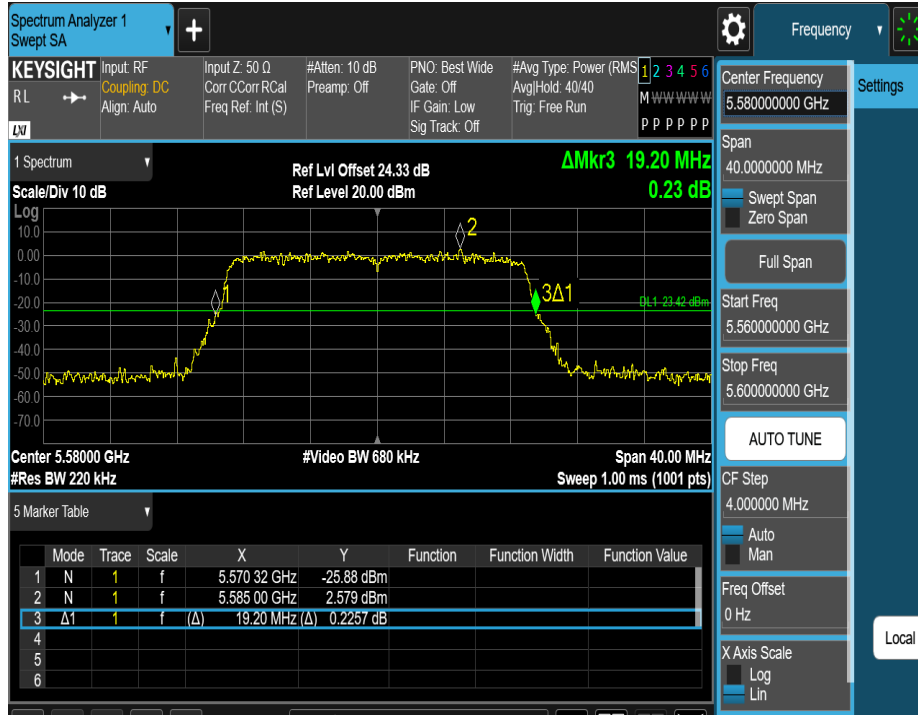 Spectrum Analyzer 1
Swept SA
+
Frequency
KEYSIGHT
RL
LXI
Input: RF
Coupling: DC
Align: Auto
Input Z: 50 Ω
Corr CCorr RCal
Freq Ref: Int (S)
#Atten: 10 dB
Preamp: Off
PNO: Best Wide
Gate: Off
IF Gain: Low
Sig Track: Off
#Avg Type: Power (RMS
Avg|Hold: 40/40
Trig: Free Run
1 2 3 4 5 6
M W W W W W
P P P P P P
1 Spectrum
Scale/Div 10 dB
Ref Lvl Offset 24.33 dB
Ref Level 20.00 dBm
ΔMkr3 19.20 MHz
0.23 dB
Log
10.0
0.00
-10.0
-20.0
-30.0
-40.0
-50.0
-60.0
-70.0
2
1
3Δ1
DL1 -23.42 dBm
Center 5.58000 GHz
#Video BW 680 kHz
Span 40.00 MHz
#Res BW 220 kHz
Sweep 1.00 ms (1001 pts)
5 Marker Table
Mode Trace Scale X Y Function Function Width Function Value
1 N 1 f 5.570 32 GHz -25.88 dBm
2 N 1 f 5.585 00 GHz 2.579 dBm
3 Δ1 1 f (Δ) 19.20 MHz (Δ) 0.2257 dB
4
5
6
Center Frequency
5.580000000 GHz
Span
40.0000000 MHz
Swept Span
Zero Span
Full Span
Start Freq
5.560000000 GHz
Stop Freq
5.600000000 GHz
AUTO TUNE
CF Step
4.000000 MHz
Auto
Man
Freq Offset
0 Hz
X Axis Scale
Log
Lin
Settings
Local